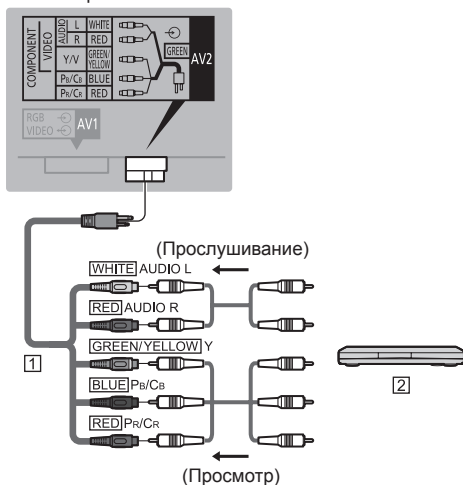 COMPONENT
VIDEO
AUDIO
L WHITE
R RED
Y/V GREEN/YELLOW
PB/CB BLUE
PR/CR RED
GREEN
AV2
RGB
VIDEO
AV1
(Прослушивание)
WHITE AUDIO L
RED AUDIO R
GREEN/YELLOW Y
1
BLUE PB/CB
2
RED PR/CR
(Просмотр)